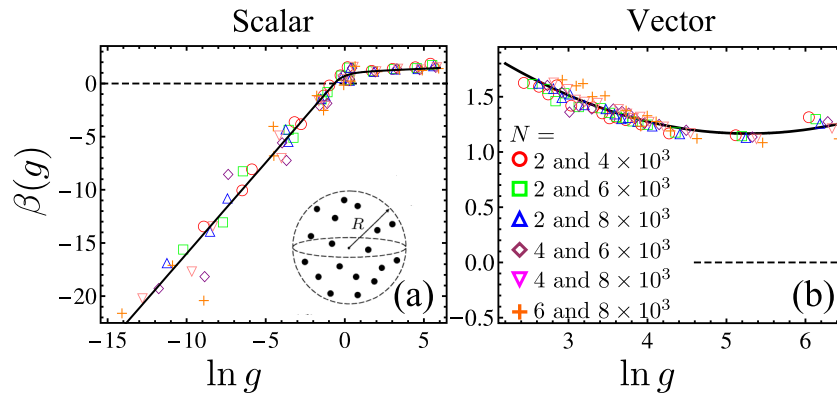 Scalar
Vector
β(g)
0
−5
−10
−15
−20
−15
−10
−5
0
5
ln g
R
(a)
1.5
1.0
0.5
0.0
−0.5
3
4
5
6
ln g
N =
2 and 4 × 10³
2 and 6 × 10³
2 and 8 × 10³
4 and 6 × 10³
4 and 8 × 10³
6 and 8 × 10³
(b)